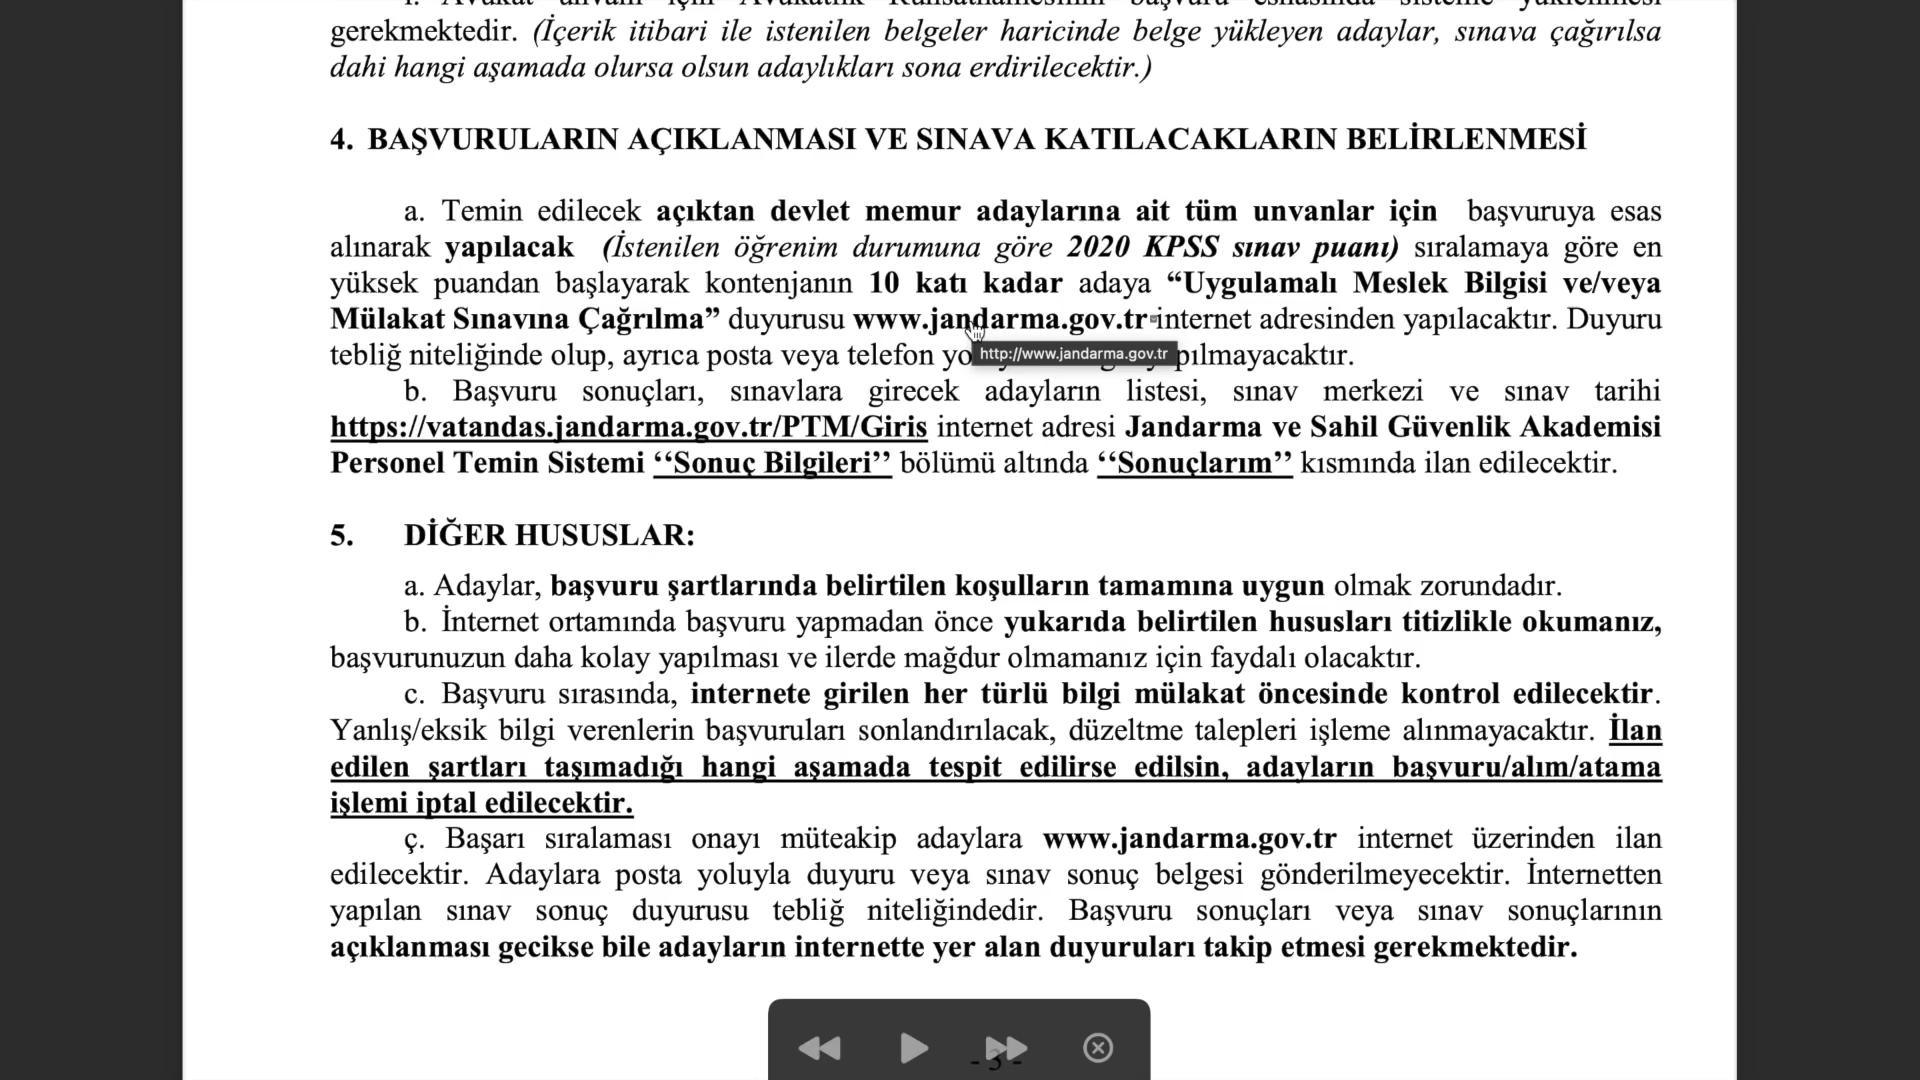 gerekmektedir. (İçerik itibari ile istenilen belgeler haricinde belge yükleyen adaylar, sınava çağırılsa
dahi hangi aşamada olursa olsun adaylıkları sona erdirilecektir.)
4. BAŞVURULARIN AÇIKLANMASI VE SINAVA KATILACAKLARIN BELİRLENMESİ
a. Temin edilecek açıktan devlet memur adaylarına ait tüm unvanlar için başvuruya esas
alınarak yapılacak (İstenilen öğrenim durumuna göre 2020 KPSS sınav puanı) sıralamaya göre en
yüksek puandan başlayarak kontenjanın 10 katı kadar adaya “Uygulamalı Meslek Bilgisi ve/veya
Mülakat Sınavına Çağrılma” duyurusu www.jandarma.gov.tr internet adresinden yapılacaktır. Duyuru
tebliğ niteliğinde olup, ayrıca posta veya telefon
http://www.jandarma.gov.tr
b. Başvuru sonuçları, sınavlara girecek adayların listesi, sınav merkezi ve sınav tarihi
https://vatandas.jandarma.gov.tr/PTM/Giris internet adresi Jandarma ve Sahil Güvenlik Akademisi
Personel Temin Sistemi ‘‘Sonuç Bilgileri’’ bölümü altında ‘‘Sonuçlarım’’ kısmında ilan edilecektir.
5. DİĞER HUSUSLAR:
a. Adaylar, başvuru şartlarında belirtilen koşulların tamamına uygun olmak zorundadır.
b. İnternet ortamında başvuru yapmadan önce yukarıda belirtilen hususları titizlikle okumanız,
başvurunuzun daha kolay yapılması ve ilerde mağdur olmamanız için faydalı olacaktır.
c. Başvuru sırasında, internete girilen her türlü bilgi mülakat öncesinde kontrol edilecektir.
Yanlış/eksik bilgi verenlerin başvuruları sonlandırılacak, düzeltme talepleri işleme alınmayacaktır. İlan
edilen şartları taşımadığı hangi aşamada tespit edilirse edilsin, adayların başvuru/alım/atama
işlemi iptal edilecektir.
ç. Başarı sıralaması onayı müteakip adaylara www.jandarma.gov.tr internet üzerinden ilan
edilecektir. Adaylara posta yoluyla duyuru veya sınav sonuç belgesi gönderilmeyecektir. İnternetten
yapılan sınav sonuç duyurusu tebliğ niteliğindedir. Başvuru sonuçları veya sınav sonuçlarının
açıklanması gecikse bile adayların internette yer alan duyuruları takip etmesi gerekmektedir.
- 3 -